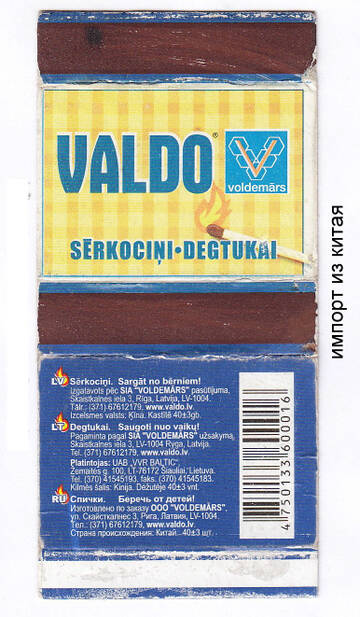 VALDO®
voldemārs
SĒRKOCIŅI•DEGTUKAI
импорт из китая
LV Sērkociņi. Sargāt no bērniem!
Izgatavots pēc SIA "VOLDEMĀRS" pasūtījuma,
Skaistkalnes iela 3, Rīga, Latvija, LV-1004.
Tālr.: (371) 67612179, www.valdo.lv
Izcelsmes valsts: Ķīna. Kastītē 40±3gb.
LT Degtukai. Saugoti nuo vaikų!
Pagaminta pagal SIA "VOLDEMĀRS" užsakymą,
Skaistkalnes iela 3, LV-1004 Ryga, Latvija.
Tel. (371) 67612179, www.valdo.lv
Platintojas: UAB „VVR BALTIC",
Žemaitės g. 100, LT-76172 Šiauliai, Lietuva.
Tel. (370) 41545193, faks. (370) 41545183.
Kilmės šalis: Kinija. Dėžutėje 40±3 vnt.
RU Спички. Беречь от детей!
Изготовлено по заказу ООО "VOLDEMĀRS",
ул. Скайсткалнес 3, Рига, Латвия, LV-1004
Тел.: (371) 67612179, www.valdo.lv
Страна происхождения: Китай. 40±3 шт.
4750133600016